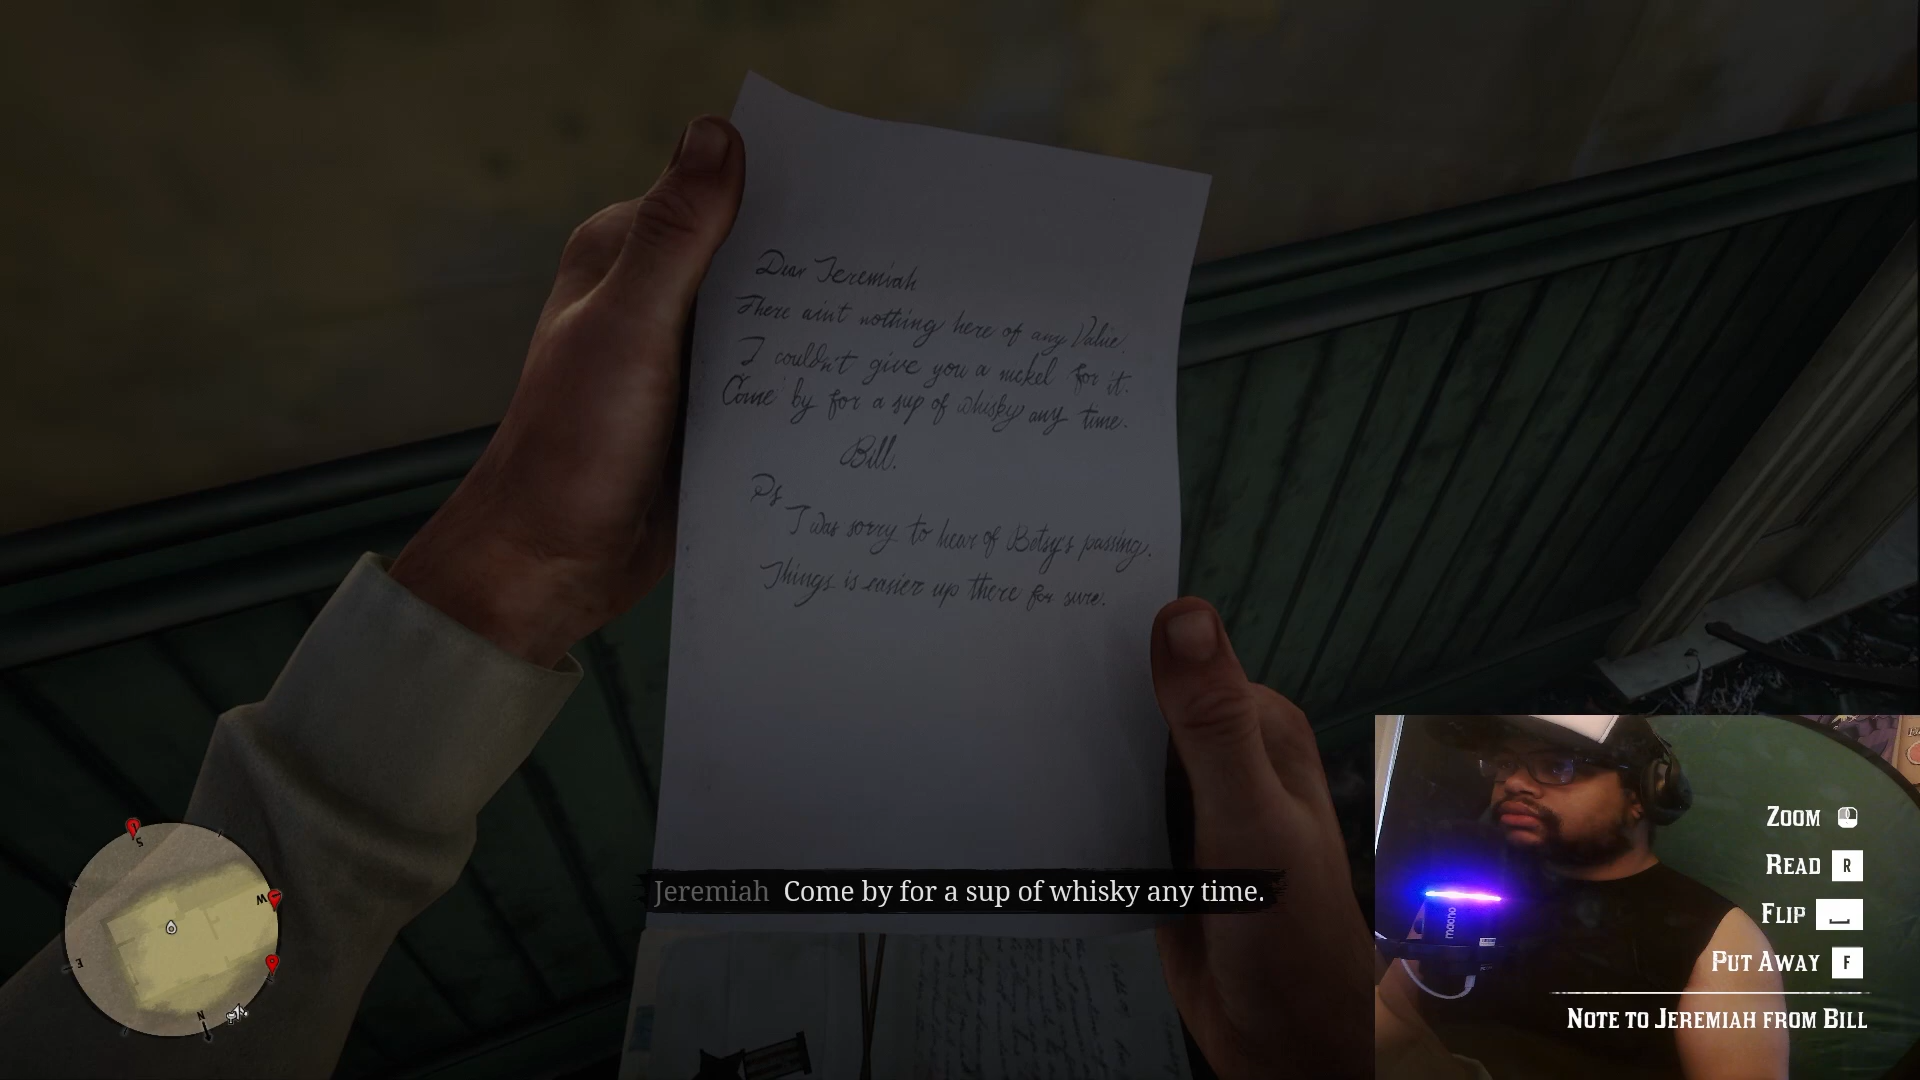 Dear Jeremiah
There aint nothing here of any Value.
I couldn't give you a nickel for it.
Come by for a sup of whisky any time.
Bill.
Ps
I was sorry to hear of Betsy's passing.
Things is easier up there for sure.
Jeremiah Come by for a sup of whisky any time.
S
W
E
N
maono
ZOOM
READ R
FLIP
PUT AWAY F
NOTE TO JEREMIAH FROM BILL